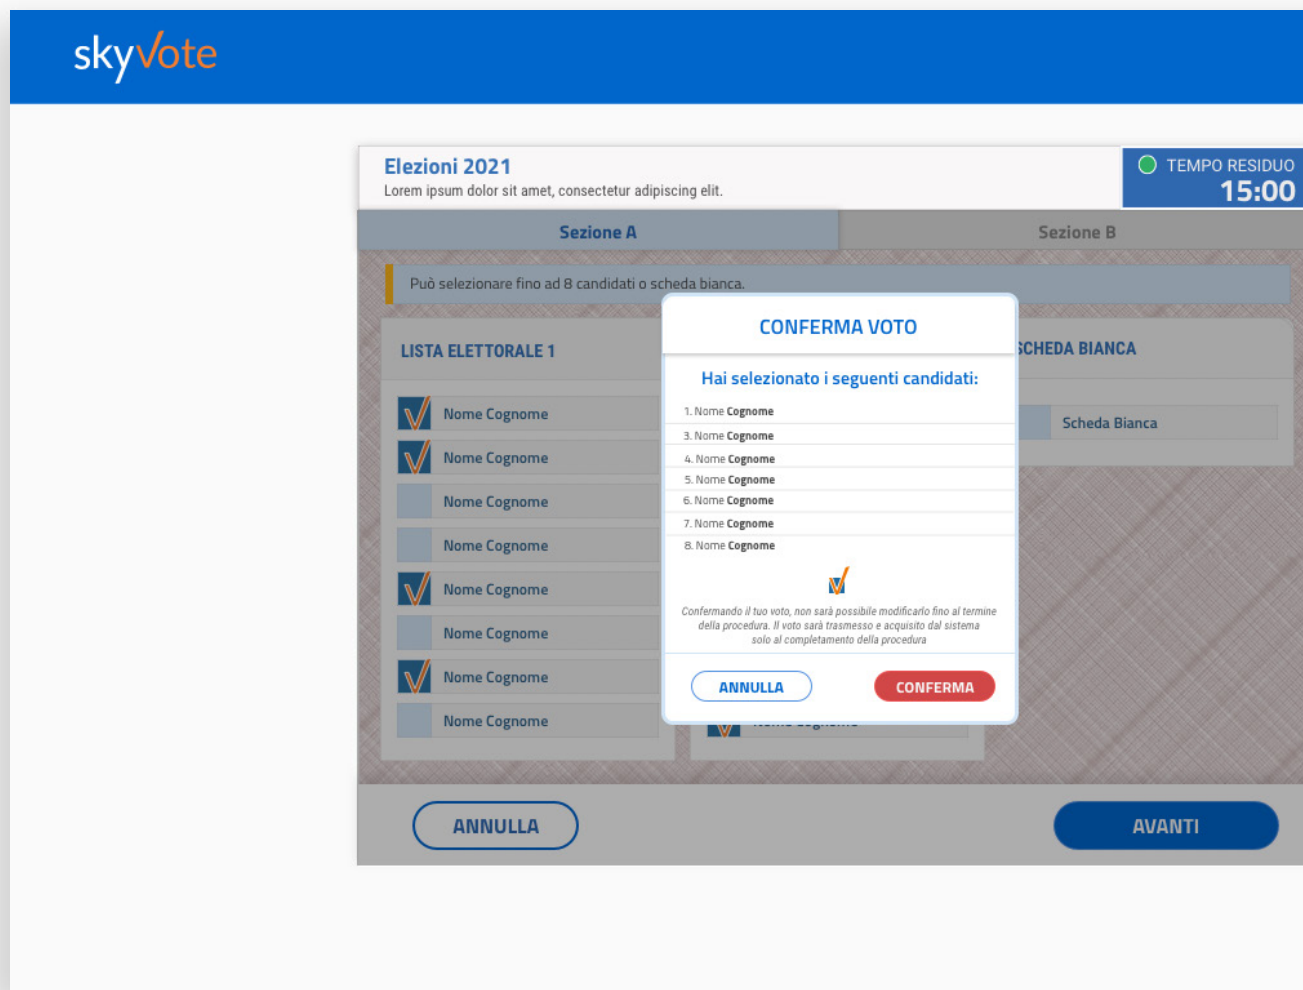 skyvote
Elezioni 2021
Lorem ipsum dolor sit amet, consectetur adipiscing elit.
TEMPO RESIDUO
15:00
Sezione A
Sezione B
Può selezionare fino ad 8 candidati o scheda bianca.
LISTA ELETTORALE 1
Nome Cognome
Nome Cognome
Nome Cognome
Nome Cognome
Nome Cognome
Nome Cognome
Nome Cognome
Nome Cognome
CONFERMA VOTO
Hai selezionato i seguenti candidati:
1. Nome Cognome
3. Nome Cognome
4. Nome Cognome
5. Nome Cognome
6. Nome Cognome
7. Nome Cognome
8. Nome Cognome
Confermando il tuo voto, non sarà possibile modificarlo fino al termine
della procedura. Il voto sarà trasmesso e acquisito dal sistema
solo al completamento della procedura
ANNULLA
CONFERMA
SCHEDA BIANCA
Scheda Bianca
ANNULLA
AVANTI